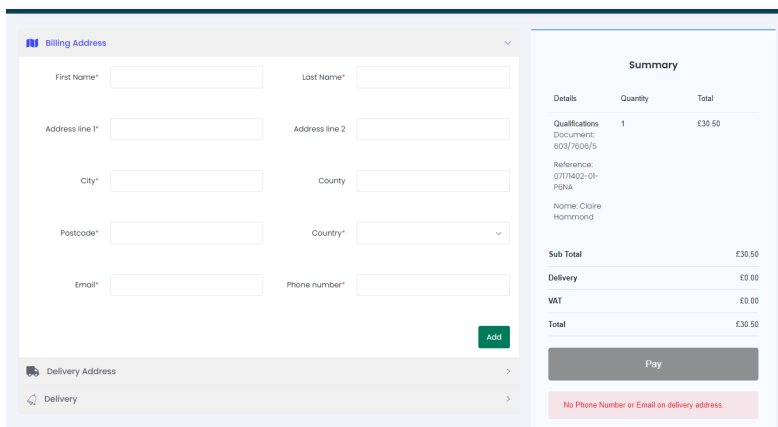 Billing Address
First Name*
Last Name*
Address line 1*
Address line 2
City*
County
Postcode*
Country*
Email*
Phone number*
Add
Delivery Address
Delivery
Summary
Details Quantity Total
Qualifications 1 £30.50
Document:
603/7606/5
Reference:
07171402-01-
P6NA
Name: Claire
Hammond
Sub Total £30.50
Delivery £0.00
VAT £0.00
Total £30.50
Pay
No Phone Number or Email on delivery address.